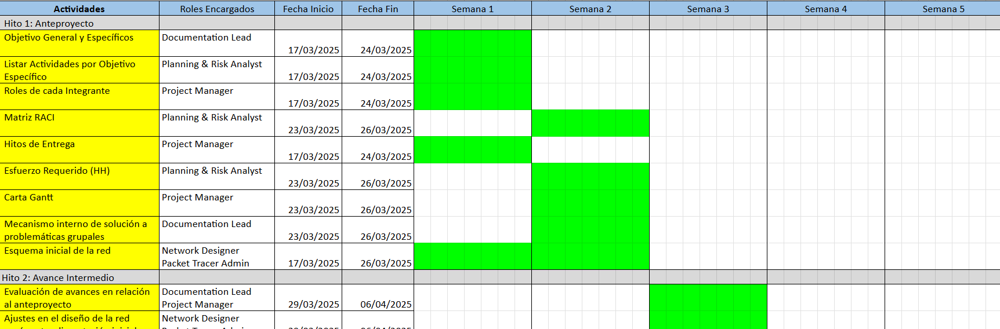 Actividades Roles Encargados Fecha Inicio Fecha Fin Semana 1 Semana 2 Semana 3 Semana 4 Semana 5
Hito 1: Anteproyecto
Objetivo General y Específicos Documentation Lead
17/03/2025 24/03/2025
Listar Actividades por Objetivo Planning & Risk Analyst
Específico 17/03/2025 24/03/2025
Roles de cada Integrante Project Manager
17/03/2025 24/03/2025
Matriz RACI Planning & Risk Analyst
23/03/2025 26/03/2025
Hitos de Entrega Project Manager
17/03/2025 24/03/2025
Esfuerzo Requerido (HH) Planning & Risk Analyst
23/03/2025 26/03/2025
Carta Gantt Project Manager
23/03/2025 26/03/2025
Mecanismo interno de solución a Documentation Lead
problemáticas grupales 23/03/2025 26/03/2025
Esquema inicial de la red Network Designer
Packet Tracer Admin 17/03/2025 26/03/2025
Hito 2: Avance Intermedio
Evaluación de avances en relación Documentation Lead
al anteproyecto Project Manager 29/03/2025 06/04/2025
Ajustes en el diseño de la red Network Designer